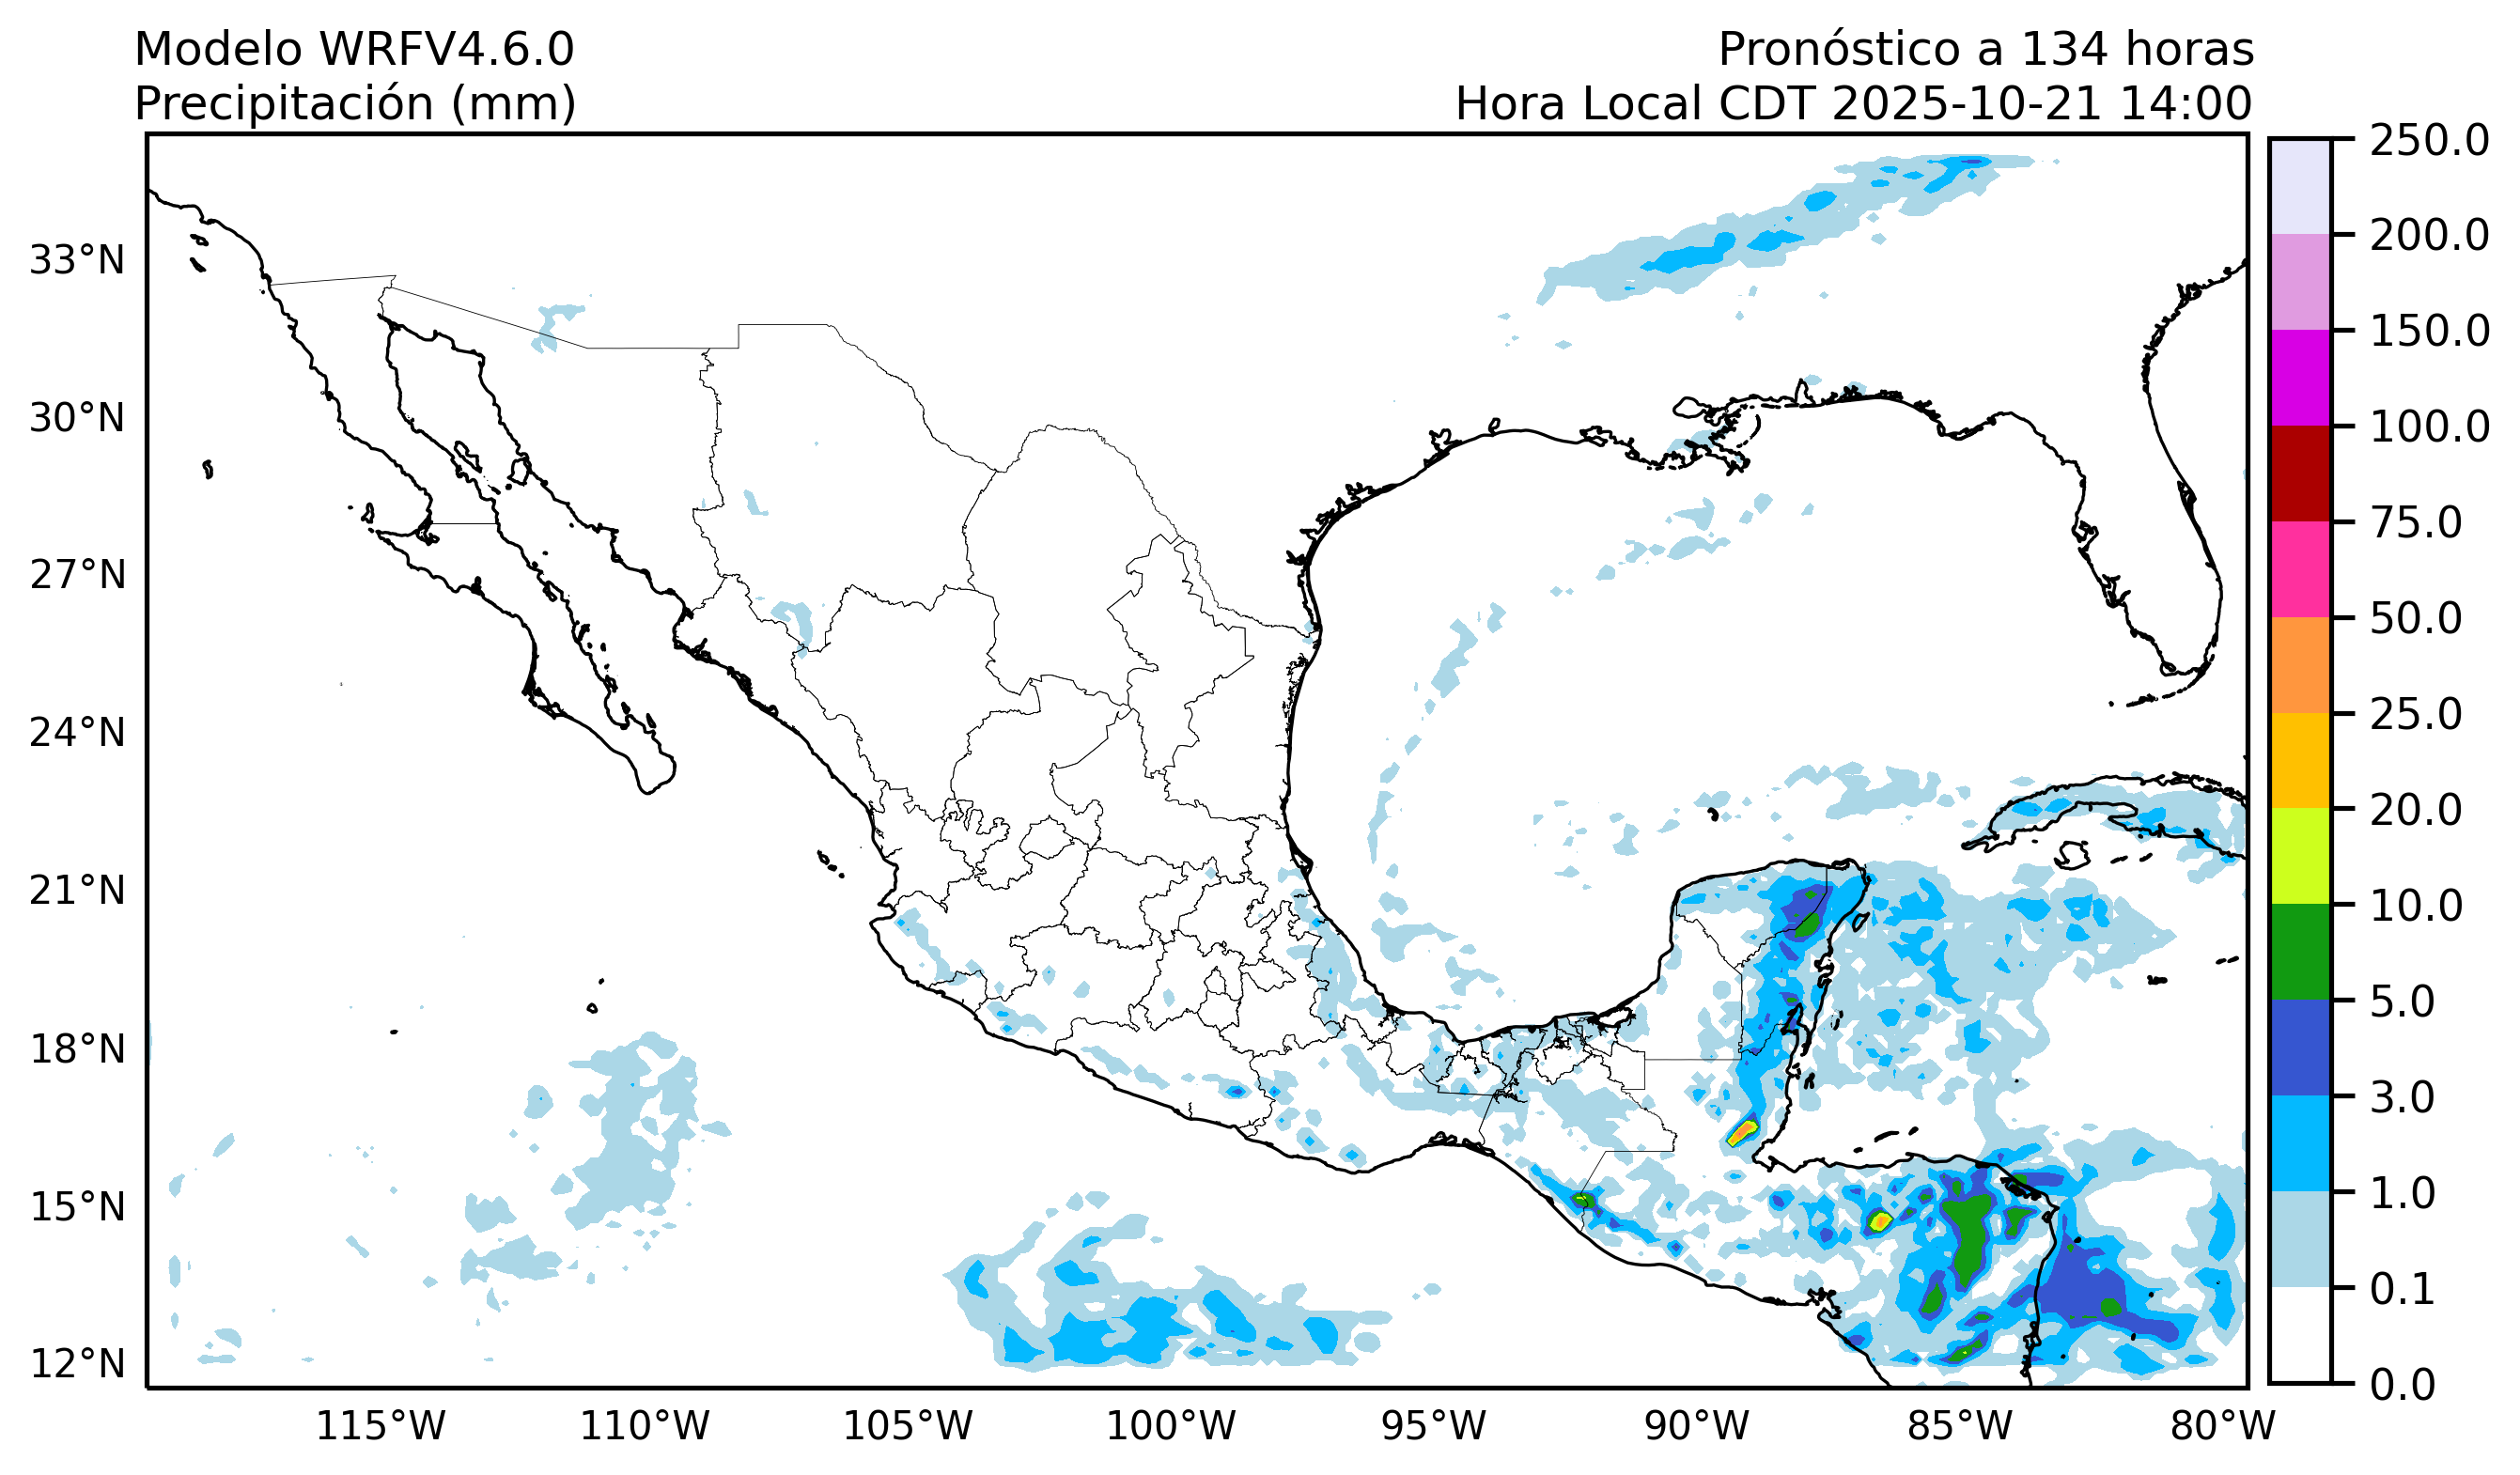 Modelo WRFV4.6.0
Precipitación (mm)
Pronóstico a 134 horas
Hora Local CDT 2025-10-21 14:00
33°N
30°N
27°N
24°N
21°N
18°N
15°N
12°N
115°W
110°W
105°W
100°W
95°W
90°W
85°W
80°W
250.0
200.0
150.0
100.0
75.0
50.0
25.0
20.0
10.0
5.0
3.0
1.0
0.1
0.0